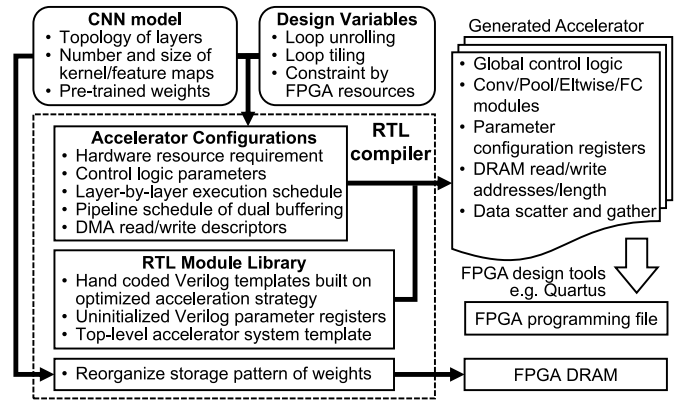 CNN model
• Topology of layers
• Number and size of
kernel/feature maps
• Pre-trained weights
Design Variables
• Loop unrolling
• Loop tiling
• Constraint by
FPGA resources
Generated Accelerator
• Global control logic
• Conv/Pool/Eltwise/FC
modules
• Parameter
configuration registers
• DRAM read/write
addresses/length
• Data scatter and gather
RTL
compiler
Accelerator Configurations
• Hardware resource requirement
• Control logic parameters
• Layer-by-layer execution schedule
• Pipeline schedule of dual buffering
• DMA read/write descriptors
RTL Module Library
• Hand coded Verilog templates built on
optimized acceleration strategy
• Uninitialized Verilog parameter registers
• Top-level accelerator system template
FPGA design tools
e.g. Quartus
FPGA programming file
• Reorganize storage pattern of weights
FPGA DRAM